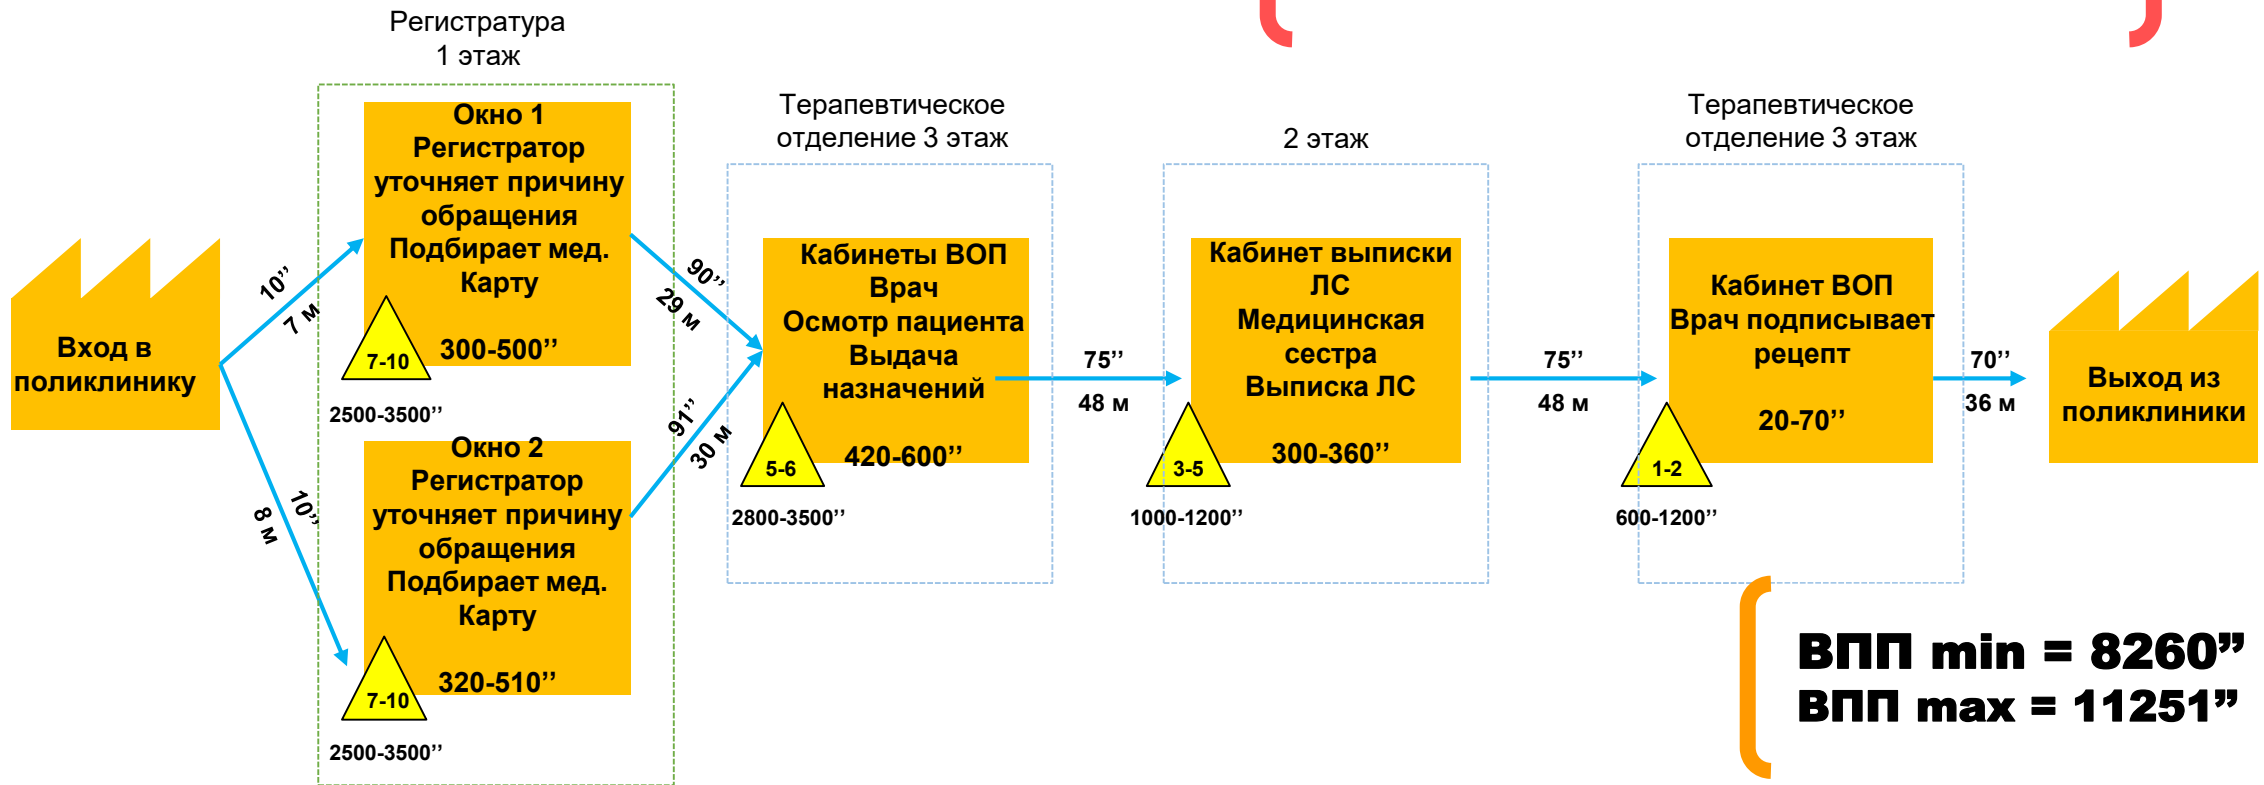 Регистратура
1 этаж
Вход в
поликлинику
10’’
7 м
10’’
8 м
Окно 1
Регистратор
уточняет причину
обращения
Подбирает мед.
Карту
300-500’’
7-10
2500-3500’’
Окно 2
Регистратор
уточняет причину
обращения
Подбирает мед.
Карту
320-510’’
7-10
2500-3500’’
90’’
29 м
91’’
30 м
Терапевтическое
отделение 3 этаж
Кабинеты ВОП
Врач
Осмотр пациента
Выдача
назначений
420-600’’
5-6
2800-3500’’
75’’
48 м
2 этаж
Кабинет выписки
ЛС
Медицинская
сестра
Выписка ЛС
300-360’’
3-5
1000-1200’’
75’’
48 м
Терапевтическое
отделение 3 этаж
Кабинет ВОП
Врач подписывает
рецепт
20-70’’
1-2
600-1200’’
70’’
36 м
Выход из
поликлиники
ВПП min = 8260”
ВПП max = 11251”